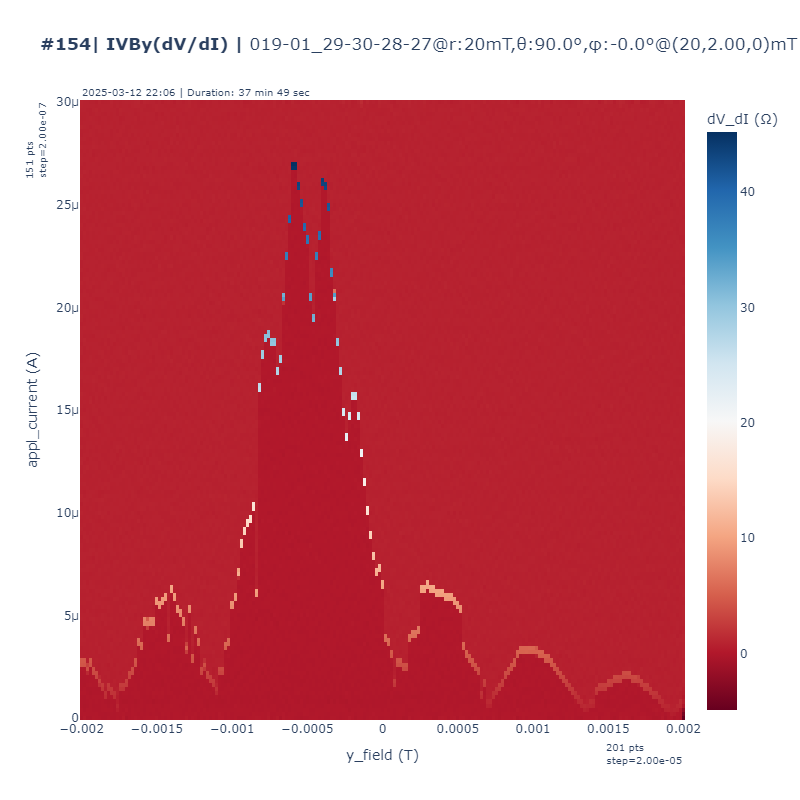 #154| IVBy(dV/dI) | 019-01_29-30-28-27@r:20mT,θ:90.0°,φ:-0.0°@(20,2.00,0)mT
2025-03-12 22:06 | Duration: 37 min 49 sec
151 pts
step=2.00e-07
dV_dI (Ω)
30μ
25μ
20μ
15μ
10μ
5μ
0
appl_current (A)
40
30
20
10
0
−0.002
−0.0015
−0.001
−0.0005
0
0.0005
0.001
0.0015
0.002
y_field (T)
201 pts
step=2.00e-05